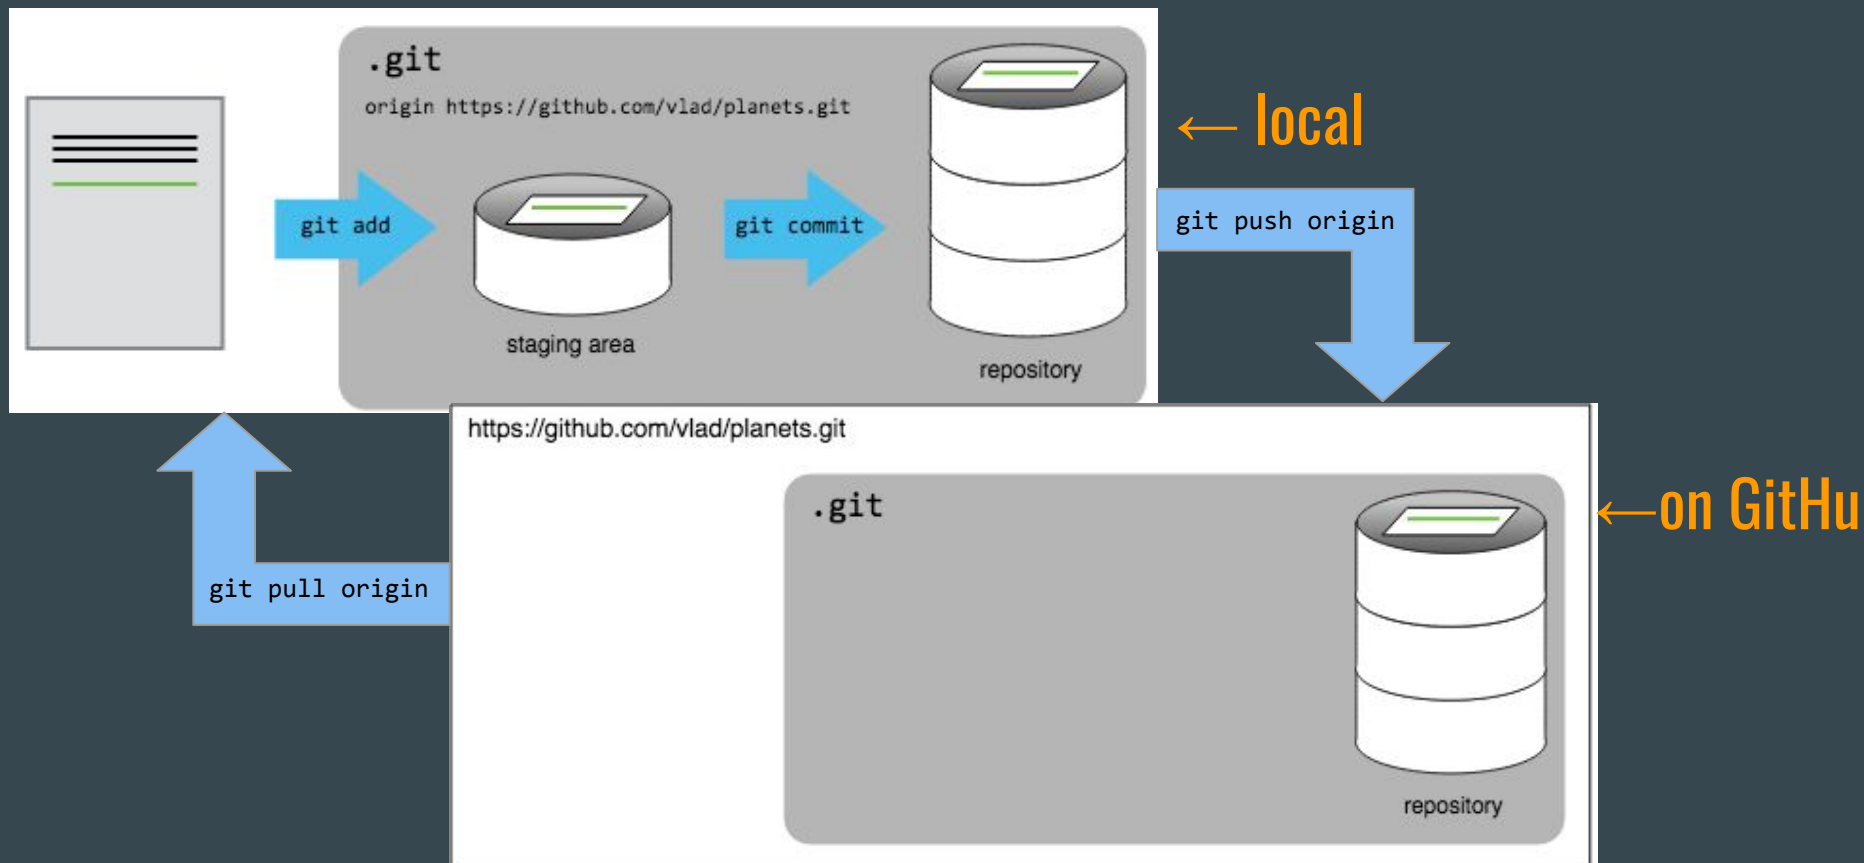 .git
origin https://github.com/vlad/planets.git
← local
git add
git commit
git push origin
staging area
repository
https://github.com/vlad/planets.git
.git
←on GitHu
git pull origin
repository